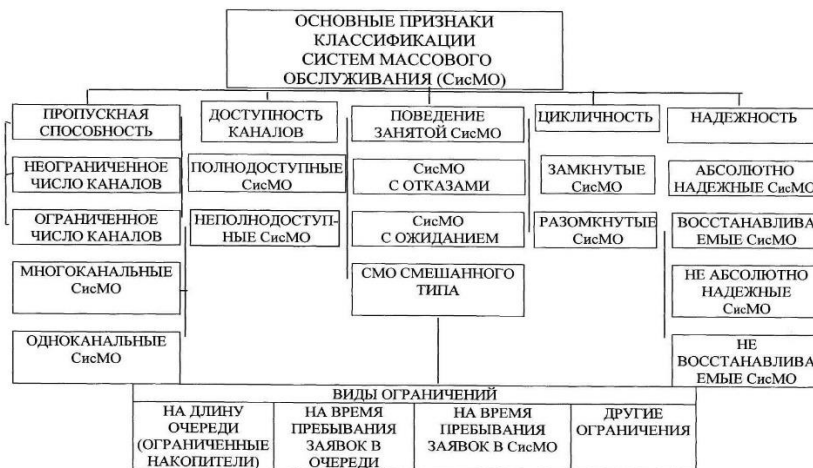 ОСНОВНЫЕ ПРИЗНАКИ
КЛАССИФИКАЦИИ
СИСТЕМ МАССОВОГО
ОБСЛУЖИВАНИЯ (СисМО)
ПРОПУСКНАЯ
СПОСОБНОСТЬ
НЕОГРАНИЧЕННОЕ
ЧИСЛО КАНАЛОВ
ОГРАНИЧЕННОЕ
ЧИСЛО КАНАЛОВ
МНОГОКАНАЛЬНЫЕ
СисМО
ОДНОКАНАЛЬНЫЕ
СисМО
ДОСТУПНОСТЬ
КАНАЛОВ
ПОЛНОДОСТУПНЫЕ
СисМО
НЕПОЛНОДОСТУП-
НЫЕ СисМО
ПОВЕДЕНИЕ
ЗАНЯТОЙ СисМО
СисМО
С ОТКАЗАМИ
СисМО
С ОЖИДАНИЕМ
СМО СМЕШАННОГО
ТИПА
ЦИКЛИЧНОСТЬ
ЗАМКНУТЫЕ
СисМО
РАЗОМКНУТЫЕ
СисМО
НАДЕЖНОСТЬ
АБСОЛЮТНО
НАДЕЖНЫЕ СисМО
ВОССТАНАВЛИВА
ЕМЫЕ СисМО
НЕ АБСОЛЮТНО
НАДЕЖНЫЕ
СисМО
НЕ
ВОССТАНАВЛИВА
ЕМЫЕ СисМО
ВИДЫ ОГРАНИЧЕНИЙ
НА ДЛИНУ
ОЧЕРЕДИ
(ОГРАНИЧЕННЫЕ
НАКОПИТЕЛИ)
НА ВРЕМЯ
ПРЕБЫВАНИЯ
ЗАЯВОК В
ОЧЕРЕДИ
НА ВРЕМЯ
ПРЕБЫВАНИЯ
ЗАЯВОК В СисМО
ДРУГИЕ
ОГРАНИЧЕНИЯ